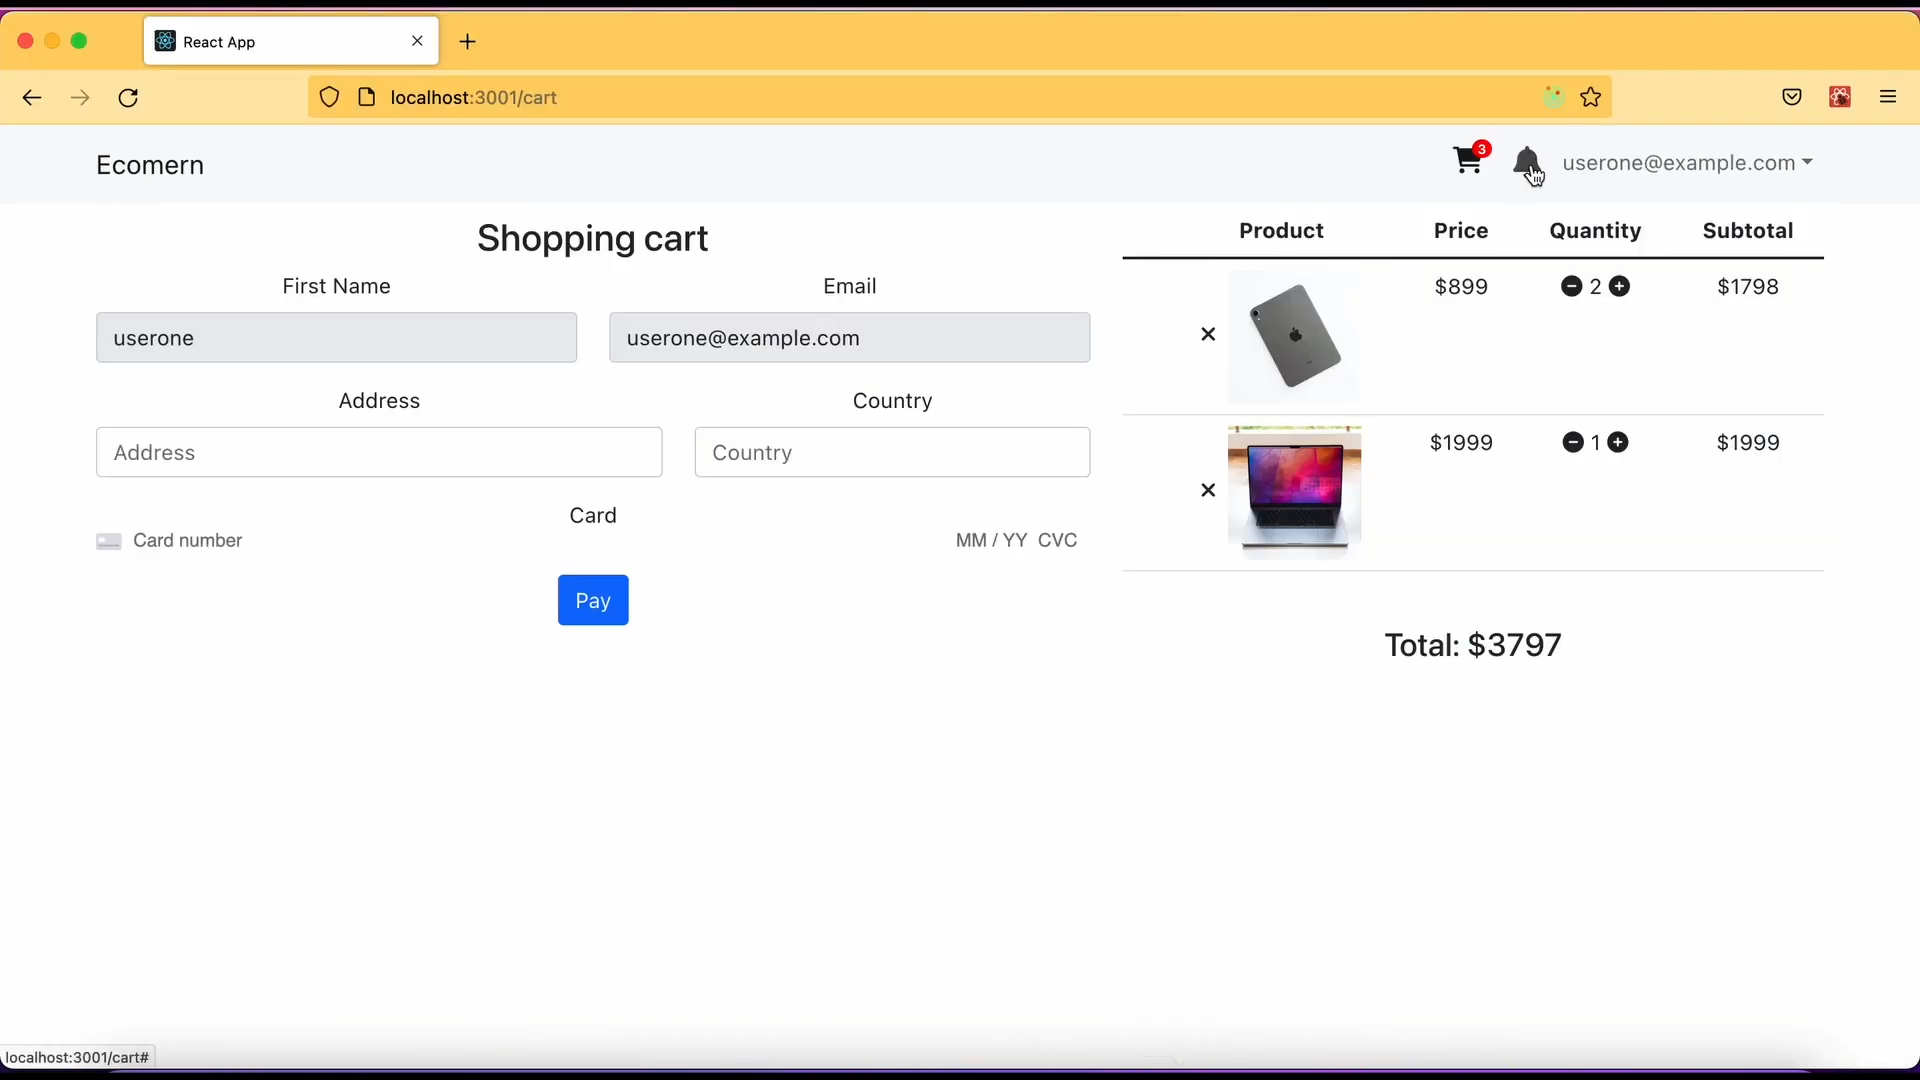 React App
localhost:3001/cart
Ecomern
3
userone@example.com
Shopping cart
First Name
Email
userone
userone@example.com
Address
Country
Address
Country
Card
Card number
MM / YY CVC
Pay
Product Price Quantity Subtotal
$899 2 $1798
$1999 1 $1999
Total: $3797
localhost:3001/cart#